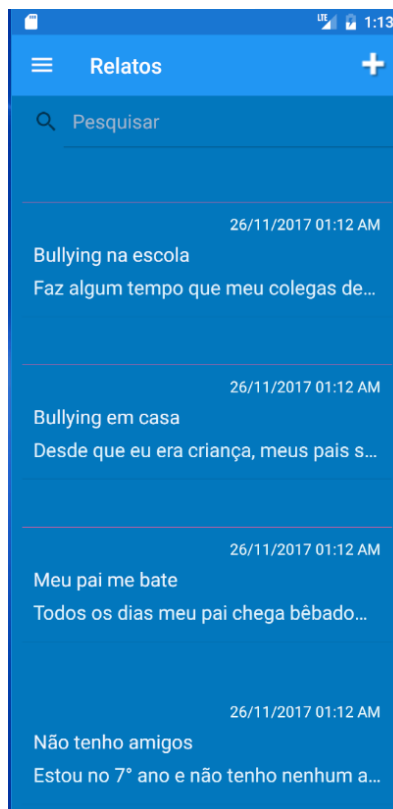 LTE 1:13
Relatos
Pesquisar
26/11/2017 01:12 AM
Bullying na escola
Faz algum tempo que meu colegas de...
26/11/2017 01:12 AM
Bullying em casa
Desde que eu era criança, meus pais s...
26/11/2017 01:12 AM
Meu pai me bate
Todos os dias meu pai chega bêbado...
26/11/2017 01:12 AM
Não tenho amigos
Estou no 7° ano e não tenho nenhum a...